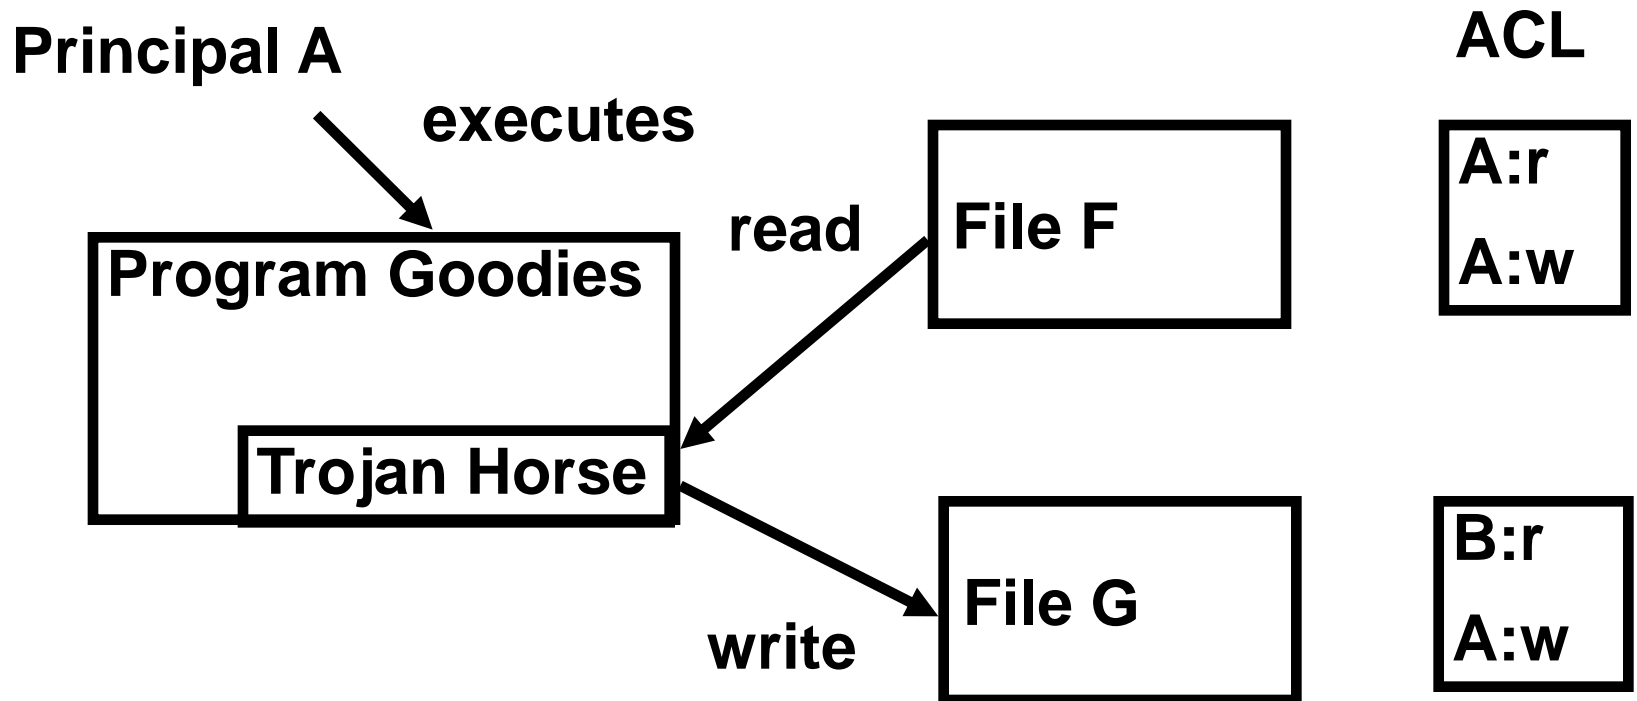 Principal A
executes
ACL
Program Goodies
Trojan Horse
read
File F
A:r
A:w
write
File G
B:r
A:w